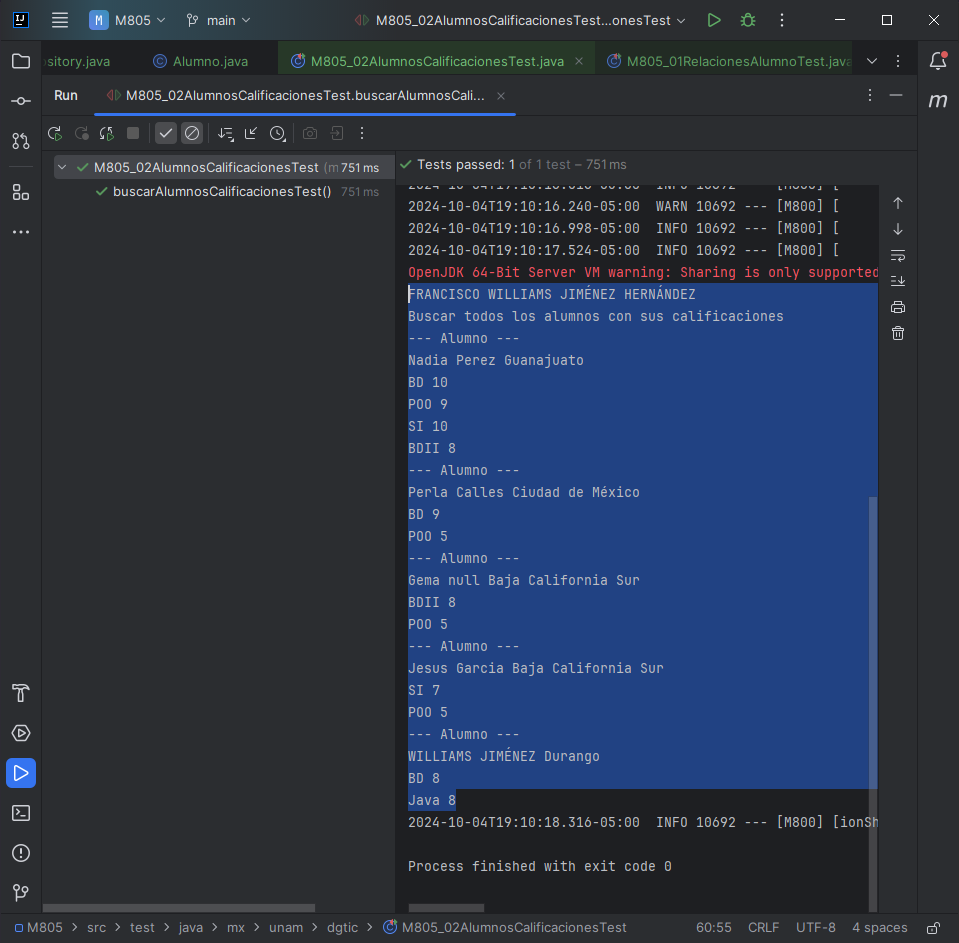 M M805 main M805_02AlumnosCalificacionesTest...onesTest
sitory.java Alumno.java M805_02AlumnosCalificacionesTest.java M805_01RelacionesAlumnoTest.java
Run M805_02AlumnosCalificacionesTest.buscarAlumnosCali...
m
M805_02AlumnosCalificacionesTest (m 751 ms
buscarAlumnosCalificacionesTest() 751 ms
Tests passed: 1 of 1 test – 751 ms
2024-10-04T19:10:16.240-05:00  WARN 10692 --- [M800] [
2024-10-04T19:10:16.998-05:00  INFO 10692 --- [M800] [
2024-10-04T19:10:17.524-05:00  INFO 10692 --- [M800] [
OpenJDK 64-Bit Server VM warning: Sharing is only supported
FRANCISCO WILLIAMS JIMÉNEZ HERNÁNDEZ
Buscar todos los alumnos con sus calificaciones
--- Alumno ---
Nadia Perez Guanajuato
BD 10
POO 9
SI 10
BDII 8
--- Alumno ---
Perla Calles Ciudad de México
BD 9
POO 5
--- Alumno ---
Gema null Baja California Sur
BDII 8
POO 5
--- Alumno ---
Jesus Garcia Baja California Sur
SI 7
POO 5
--- Alumno ---
WILLIAMS JIMÉNEZ Durango
BD 8
Java 8
2024-10-04T19:10:18.316-05:00  INFO 10692 --- [M800] [ionSh
Process finished with exit code 0
M805 > src > test > java > mx > unam > dgtic > M805_02AlumnosCalificacionesTest 60:55 CRLF UTF-8 4 spaces